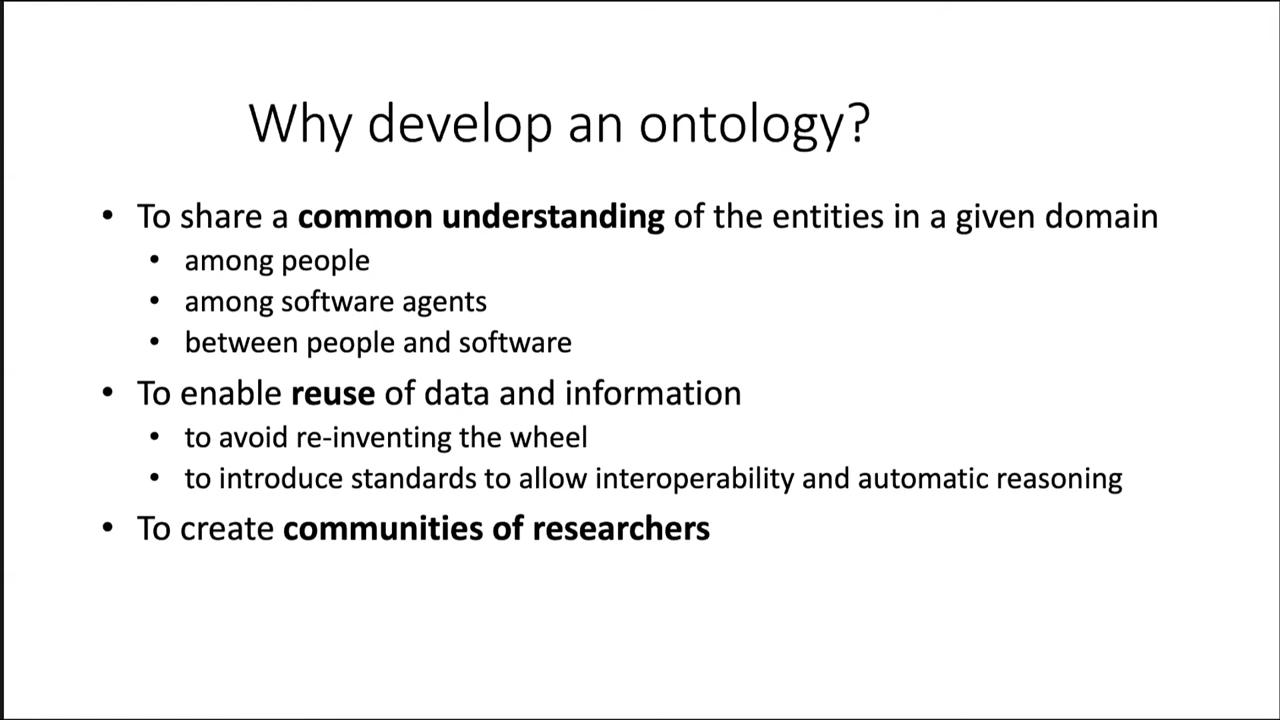 Why develop an ontology?
• To share a common understanding of the entities in a given domain
• among people
• among software agents
• between people and software
• To enable reuse of data and information
• to avoid re-inventing the wheel
• to introduce standards to allow interoperability and automatic reasoning
• To create communities of researchers